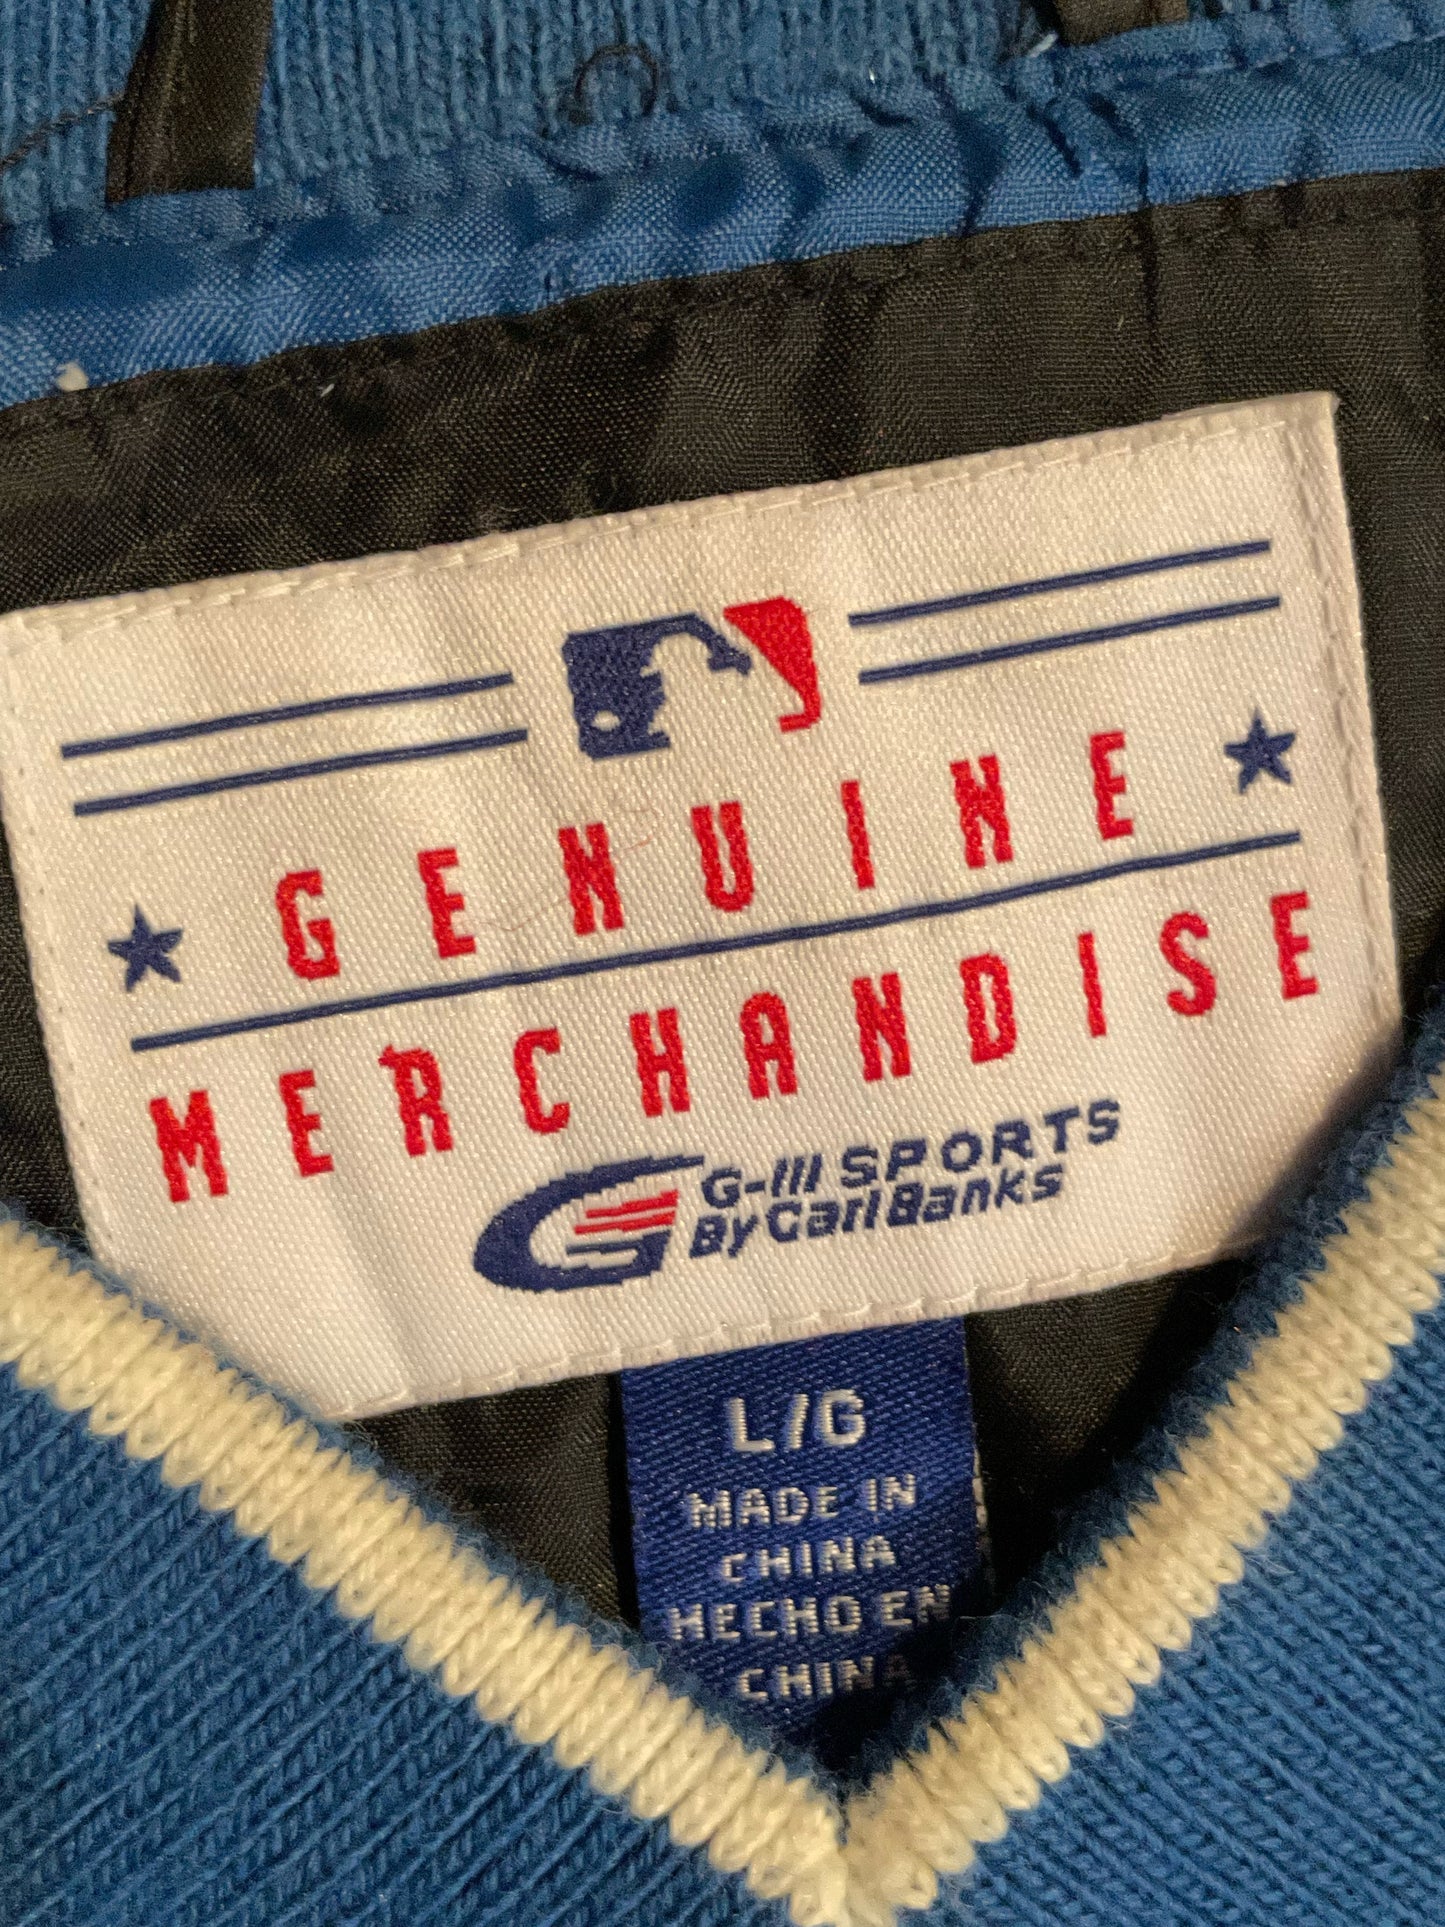 GENUINE
MERCHANDISE
G-III SPORTS
By Carl Banks
L/G
MADE IN
CHINA
HECHO EN
CHINA